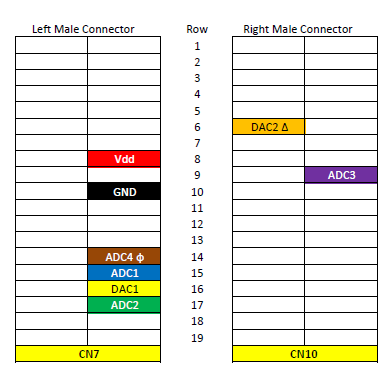 Left Male Connector Row Right Male Connector
1
2
3
4
5
DAC2 Δ 6
7
Vdd 8
9 ADC3
GND 10
11
12
13
ADC4 ϕ 14
ADC1 15
DAC1 16
ADC2 17
18
19
CN7 CN10